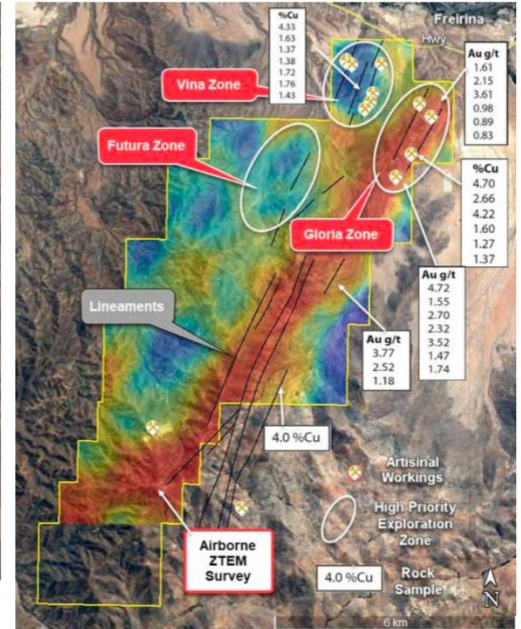 Freirina
Hwy
%Cu
4.33
1.63
1.37
1.38
1.72
1.76
1.43
Au g/t
1.61
2.15
3.61
0.98
0.89
0.83
Vina Zone
Futura Zone
%Cu
4.70
2.66
4.22
1.60
1.27
1.37
Gloria Zone
Au g/t
4.72
1.55
2.70
2.32
3.52
1.47
1.74
Lineaments
Au g/t
3.77
2.52
1.18
4.0 %Cu
Artisinal
Workings
High Priority
Exploration
Zone
Airborne
ZTEM
Survey
4.0 %Cu
Rock
Sample
N
6 km